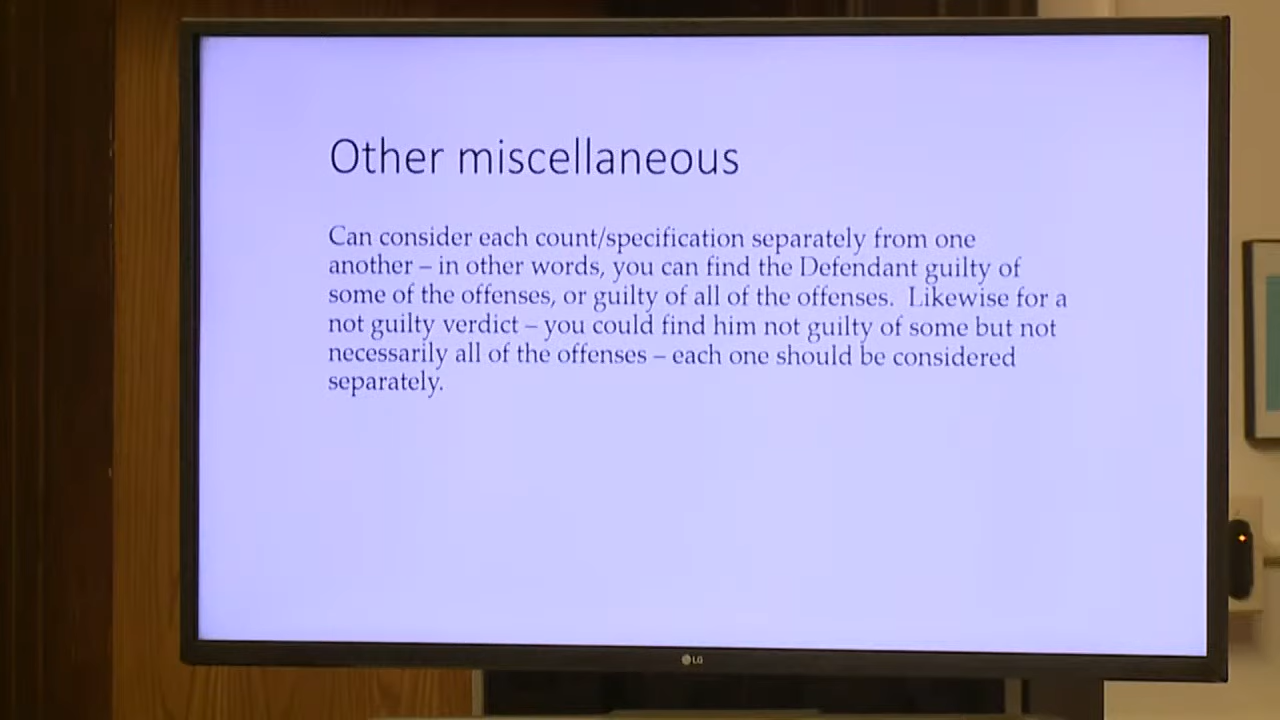 Other miscellaneous
Can consider each count/specification separately from one
another – in other words, you can find the Defendant guilty of
some of the offenses, or guilty of all of the offenses.  Likewise for a
not guilty verdict – you could find him not guilty of some but not
necessarily all of the offenses – each one should be considered
separately.
LG